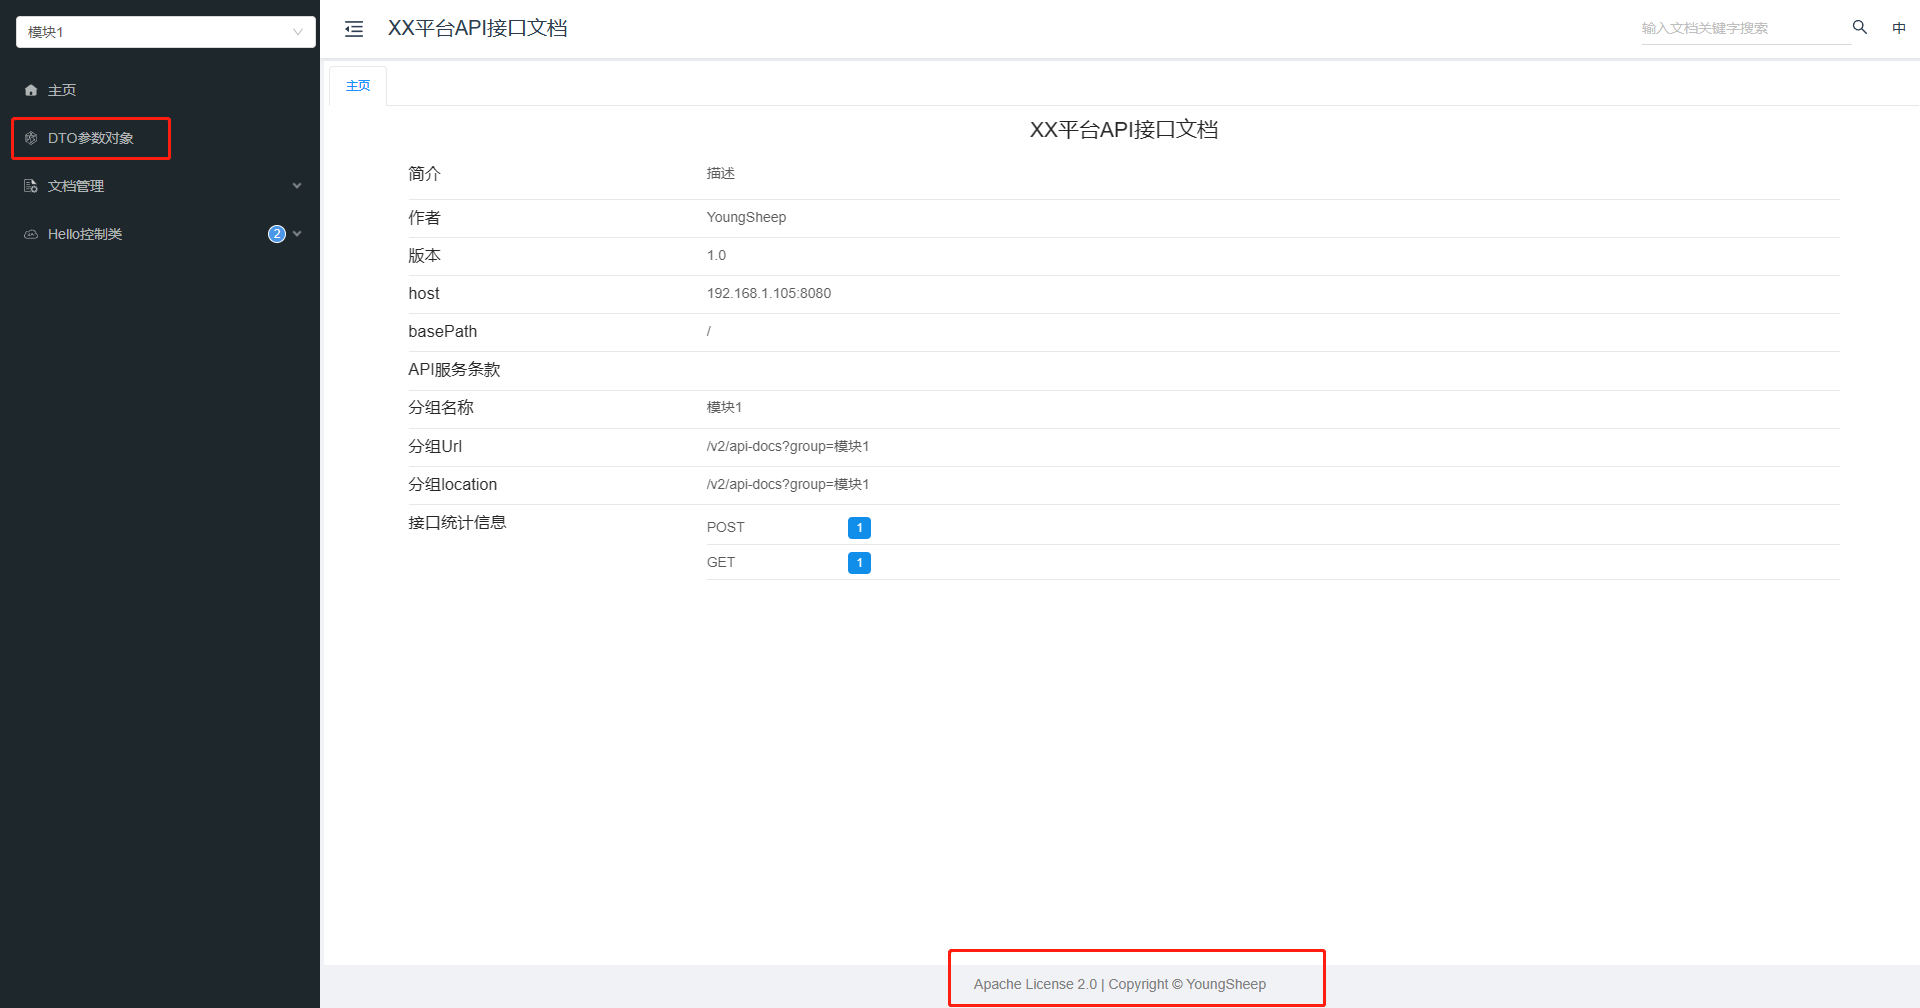 模块1
主页
DTO参数对象
文档管理
Hello控制类
2
XX平台API接口文档
输入文档关键字搜索
中
主页
XX平台API接口文档
简介 描述
作者 YoungSheep
版本 1.0
host 192.168.1.105:8080
basePath /
API服务条款
分组名称 模块1
分组Url /v2/api-docs?group=模块1
分组location /v2/api-docs?group=模块1
接口统计信息 POST 1
GET 1
Apache License 2.0 | Copyright © YoungSheep